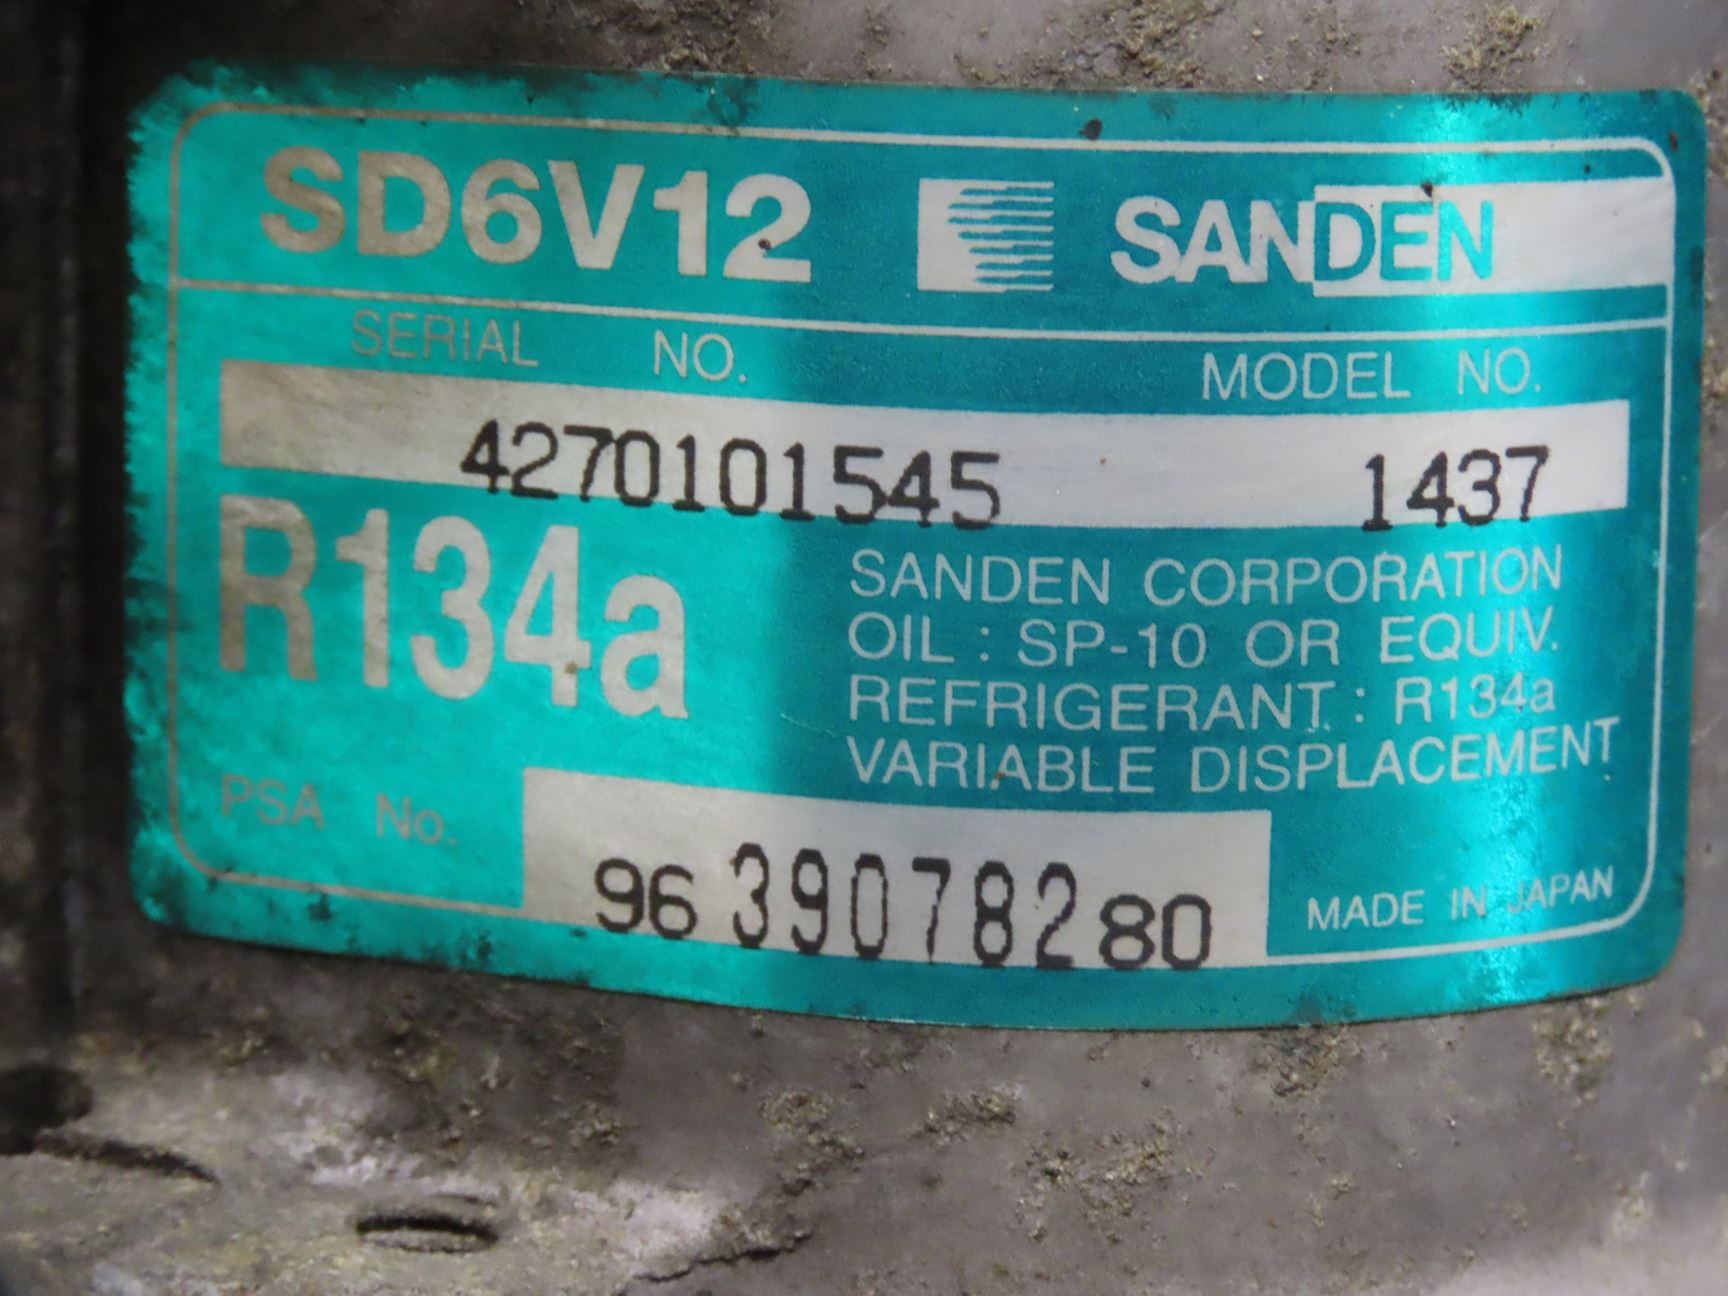 SD6V12 SANDEN
SERIAL NO. MODEL NO.
4270101545 1437
R134a
SANDEN CORPORATION
OIL : SP-10 OR EQUIV.
REFRIGERANT : R134a
VARIABLE DISPLACEMENT
PSA No. 96 390782 80
MADE IN JAPAN